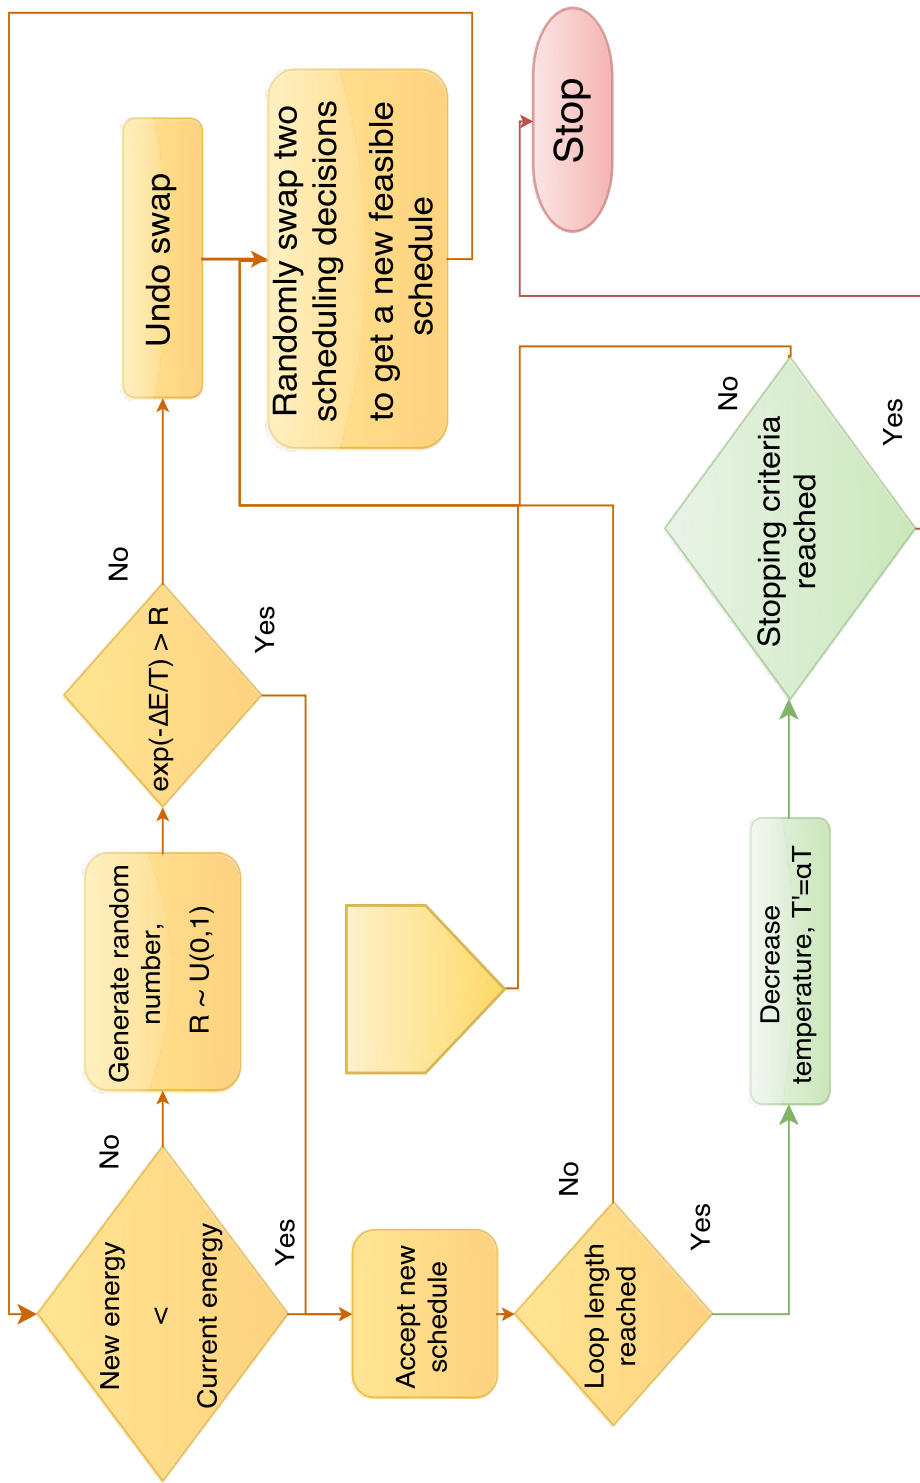 New energy
<
Current energy
No
Yes
Generate random
number,
R ~ U(0,1)
exp(-ΔE/T) > R
No
Yes
Undo swap
Randomly swap two
scheduling decisions
to get a new feasible
schedule
Accept new
schedule
Loop length
reached
No
Yes
Decrease
temperature, T'=αT
Stopping criteria
reached
No
Yes
Stop